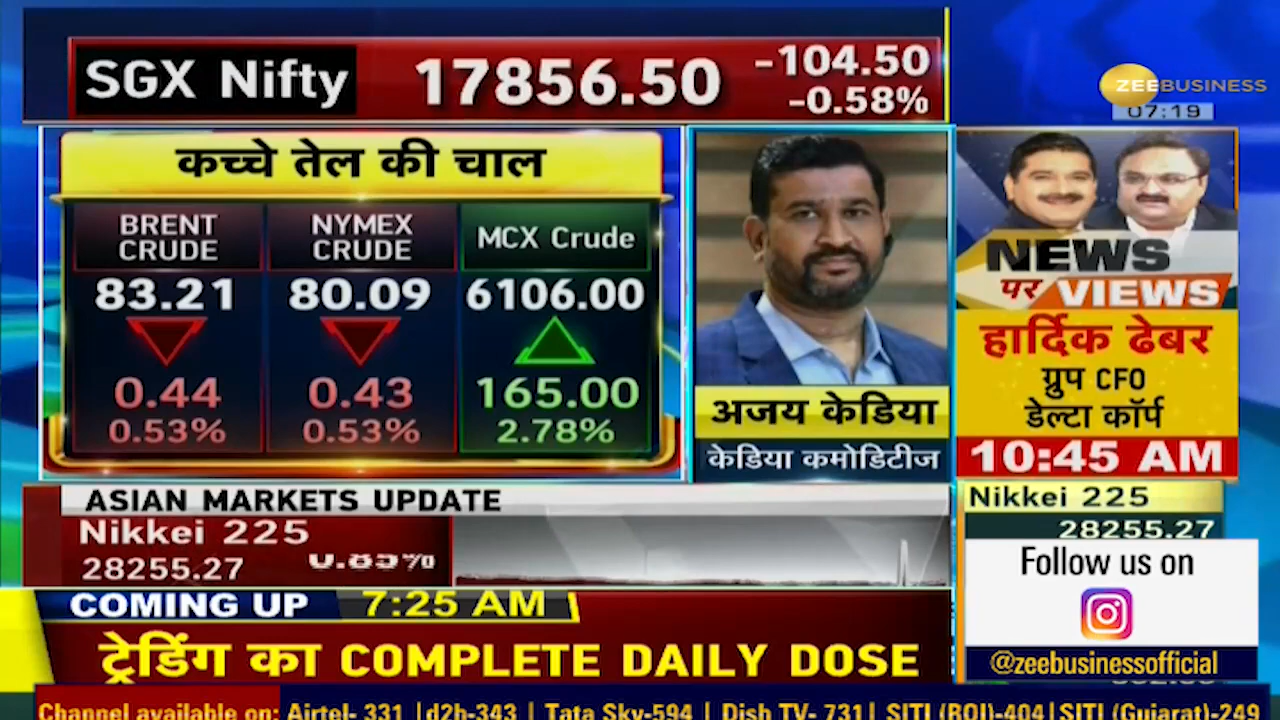 SGX Nifty 17856.50 -104.50
-0.58%
ZEEBUSINESS
07:19
कच्चे तेल की चाल
BRENT CRUDE
83.21
0.44
0.53%
NYMEX CRUDE
80.09
0.43
0.53%
MCX Crude
6106.00
165.00
2.78%
अजय केडिया
केडिया कमोडिटीज
NEWS
पर VIEWS
हार्दिक ढेबर
ग्रुप CFO
डेल्टा कॉर्प
10:45 AM
ASIAN MARKETS UPDATE
Nikkei 225
28255.27 0.85%
Nikkei 225
28255.27
Follow us on
@zeebusinessofficial
COMING UP 7:25 AM
ट्रेडिंग का COMPLETE DAILY DOSE
Channel available on: Airtel- 331 |d2h-343 | Tata Sky-594 | Dish TV- 731| SITI (ROI)-404|SITI (Gujarat)-249